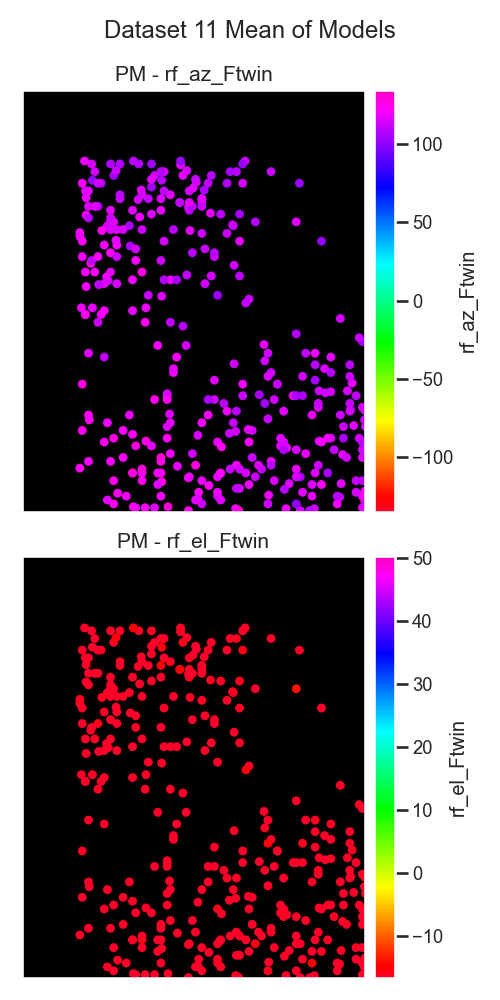 Dataset 11 Mean of Models
PM - rf_az_Ftwin
100
50
0
−50
−100
rf_az_Ftwin
PM - rf_el_Ftwin
50
40
30
20
10
0
−10
rf_el_Ftwin